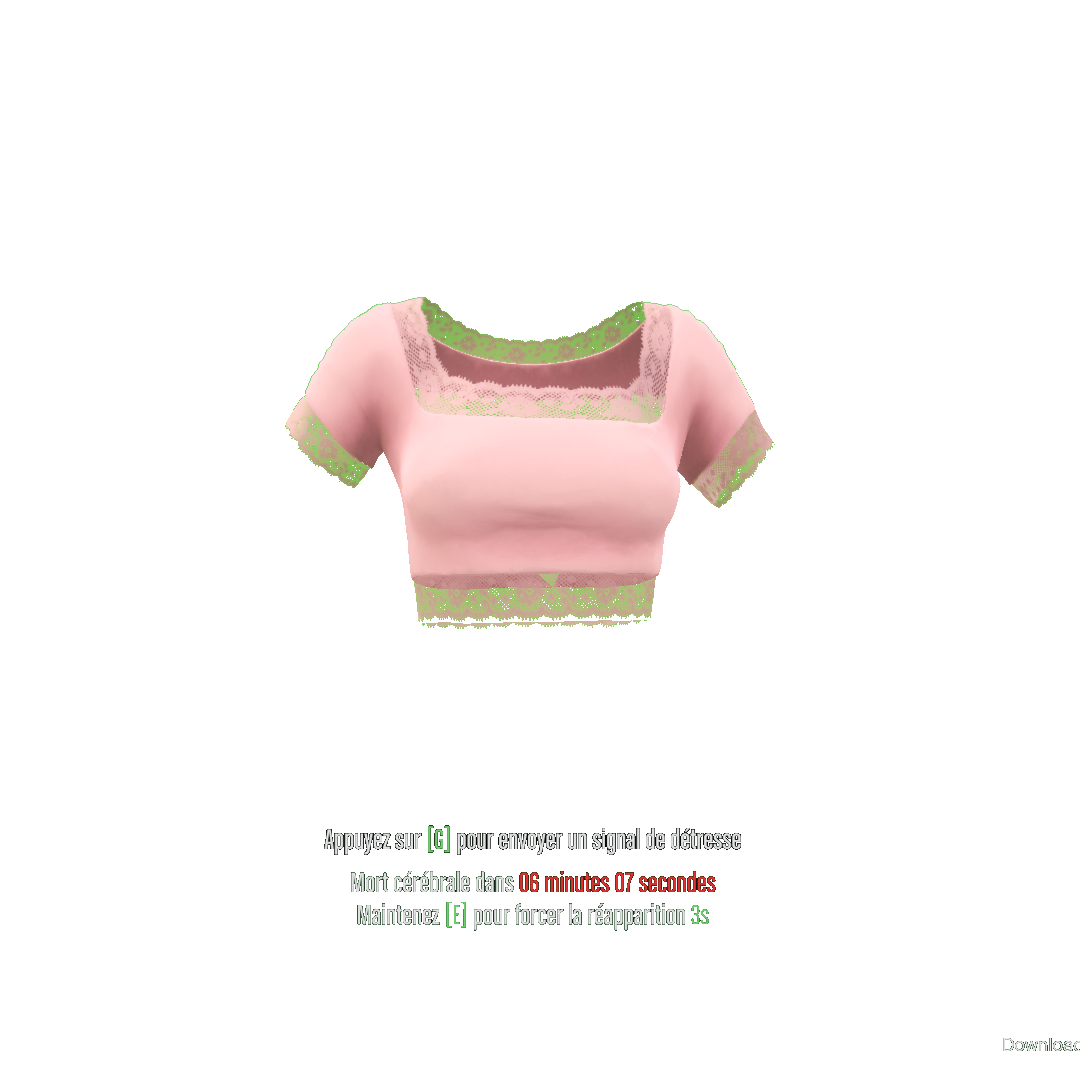 Appuyez sur [G] pour envoyer un signal de détresse
Mort cérébrale dans 06 minutes 07 secondes
Maintenez [E] pour forcer la réapparition 3s